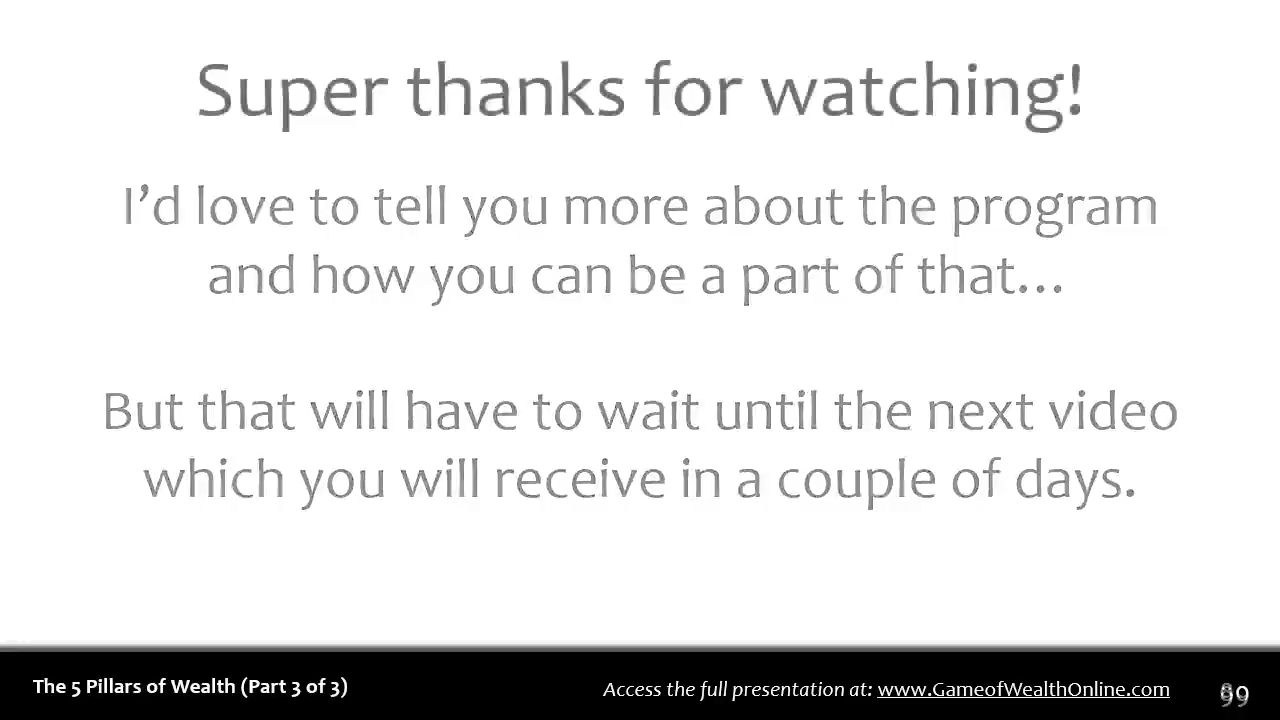 Super thanks for watching!
I’d love to tell you more about the program
and how you can be a part of that…
But that will have to wait until the next video
which you will receive in a couple of days.
The 5 Pillars of Wealth (Part 3 of 3)
Access the full presentation at: www.GameofWealthOnline.com